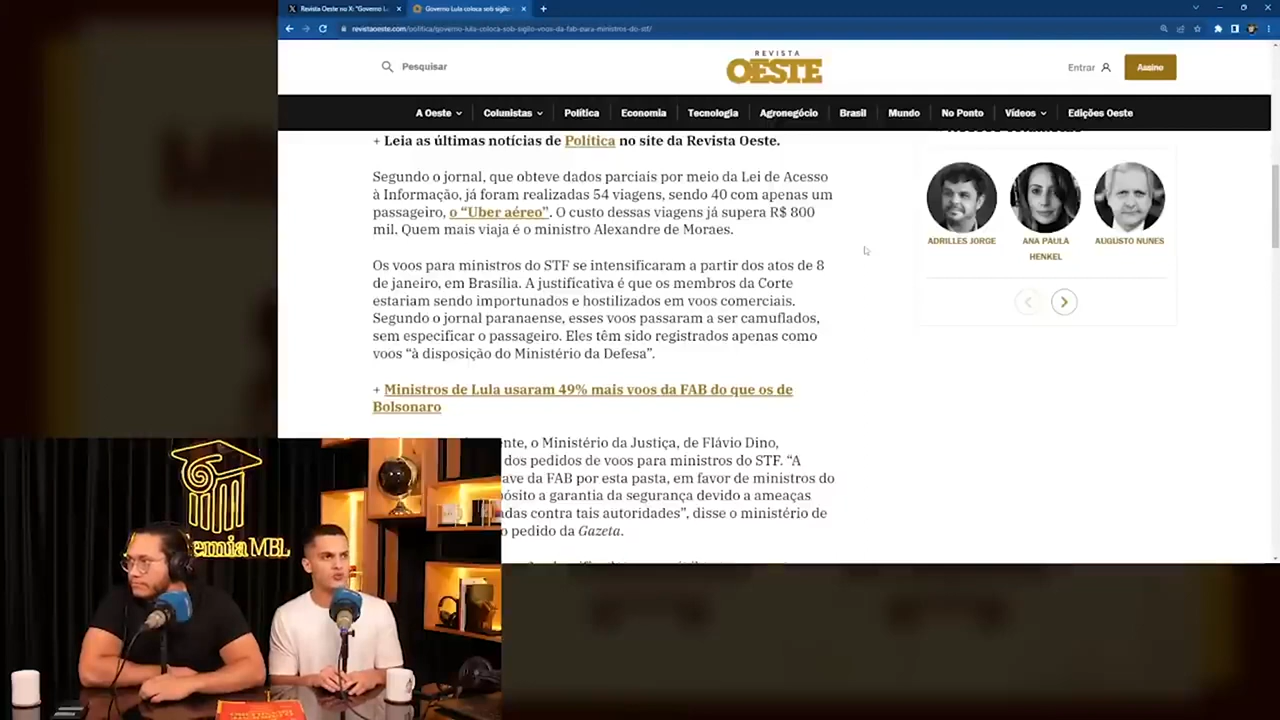 Revista Oeste no X: "Governo L
Governo Lula coloca sob sigilo
revistaoeste.com/politica/governo-lula-coloca-sob-sigilo-voos-da-fab-para-ministros-do-stf/
Pesquisar
REVISTA
OESTE
Entrar
Assine
A Oeste
Colunistas
Política
Economia
Tecnologia
Agronegócio
Brasil
Mundo
No Ponto
Vídeos
Edições Oeste
+ Leia as últimas notícias de Política no site da Revista Oeste.
Segundo o jornal, que obteve dados parciais por meio da Lei de Acesso
à Informação, já foram realizadas 54 viagens, sendo 40 com apenas um
passageiro, o “Uber aéreo”. O custo dessas viagens já supera R$ 800
mil. Quem mais viaja é o ministro Alexandre de Moraes.
Os voos para ministros do STF se intensificaram a partir dos atos de 8
de janeiro, em Brasília. A justificativa é que os membros da Corte
estariam sendo importunados e hostilizados em voos comerciais.
Segundo o jornal paranaense, esses voos passaram a ser camuflados,
sem especificar o passageiro. Eles têm sido registrados apenas como
voos “à disposição do Ministério da Defesa”.
+ Ministros de Lula usaram 49% mais voos da FAB do que os de
Bolsonaro
ente, o Ministério da Justiça, de Flávio Dino,
dos pedidos de voos para ministros do STF. “A
ave da FAB por esta pasta, em favor de ministros do
ósito a garantia da segurança devido a ameaças
adas contra tais autoridades”, disse o ministério de
o pedido da Gazeta.
ADRILLES JORGE
ANA PAULA
HENKEL
AUGUSTO NUNES
demia MBL